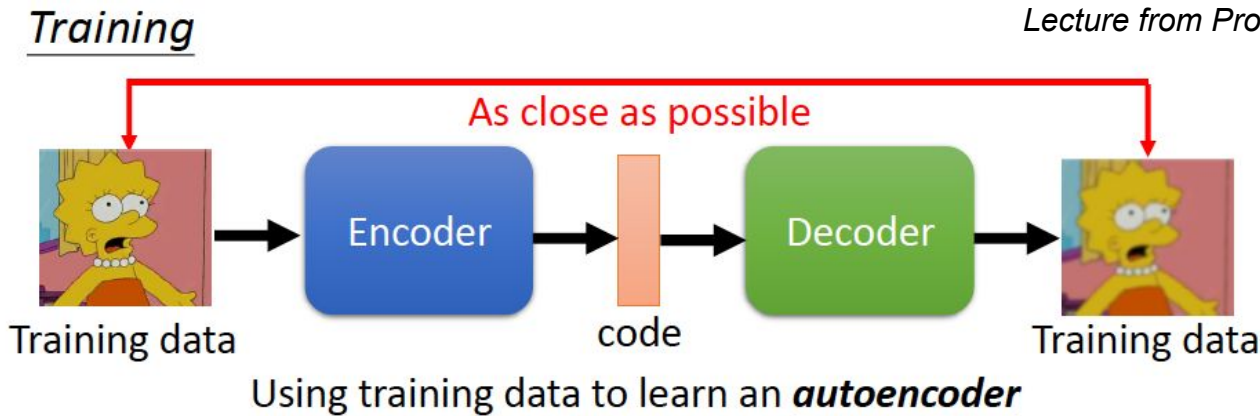 Training
Lecture from Pro
As close as possible
Encoder
Decoder
code
Training data
Training data
Using training data to learn an autoencoder